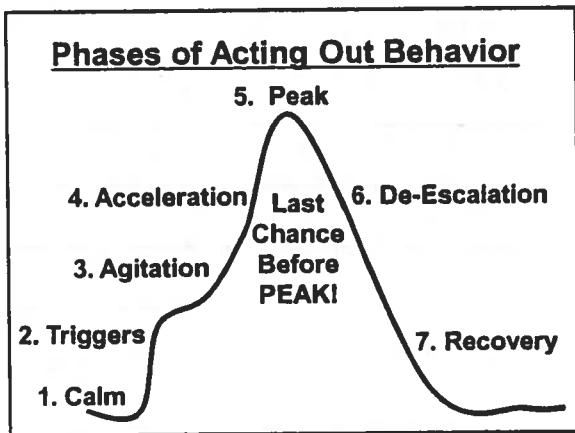 Phases of Acting Out Behavior
5. Peak
4. Acceleration
6. De-Escalation
Last
Chance
Before
PEAK!
3. Agitation
2. Triggers
7. Recovery
1. Calm